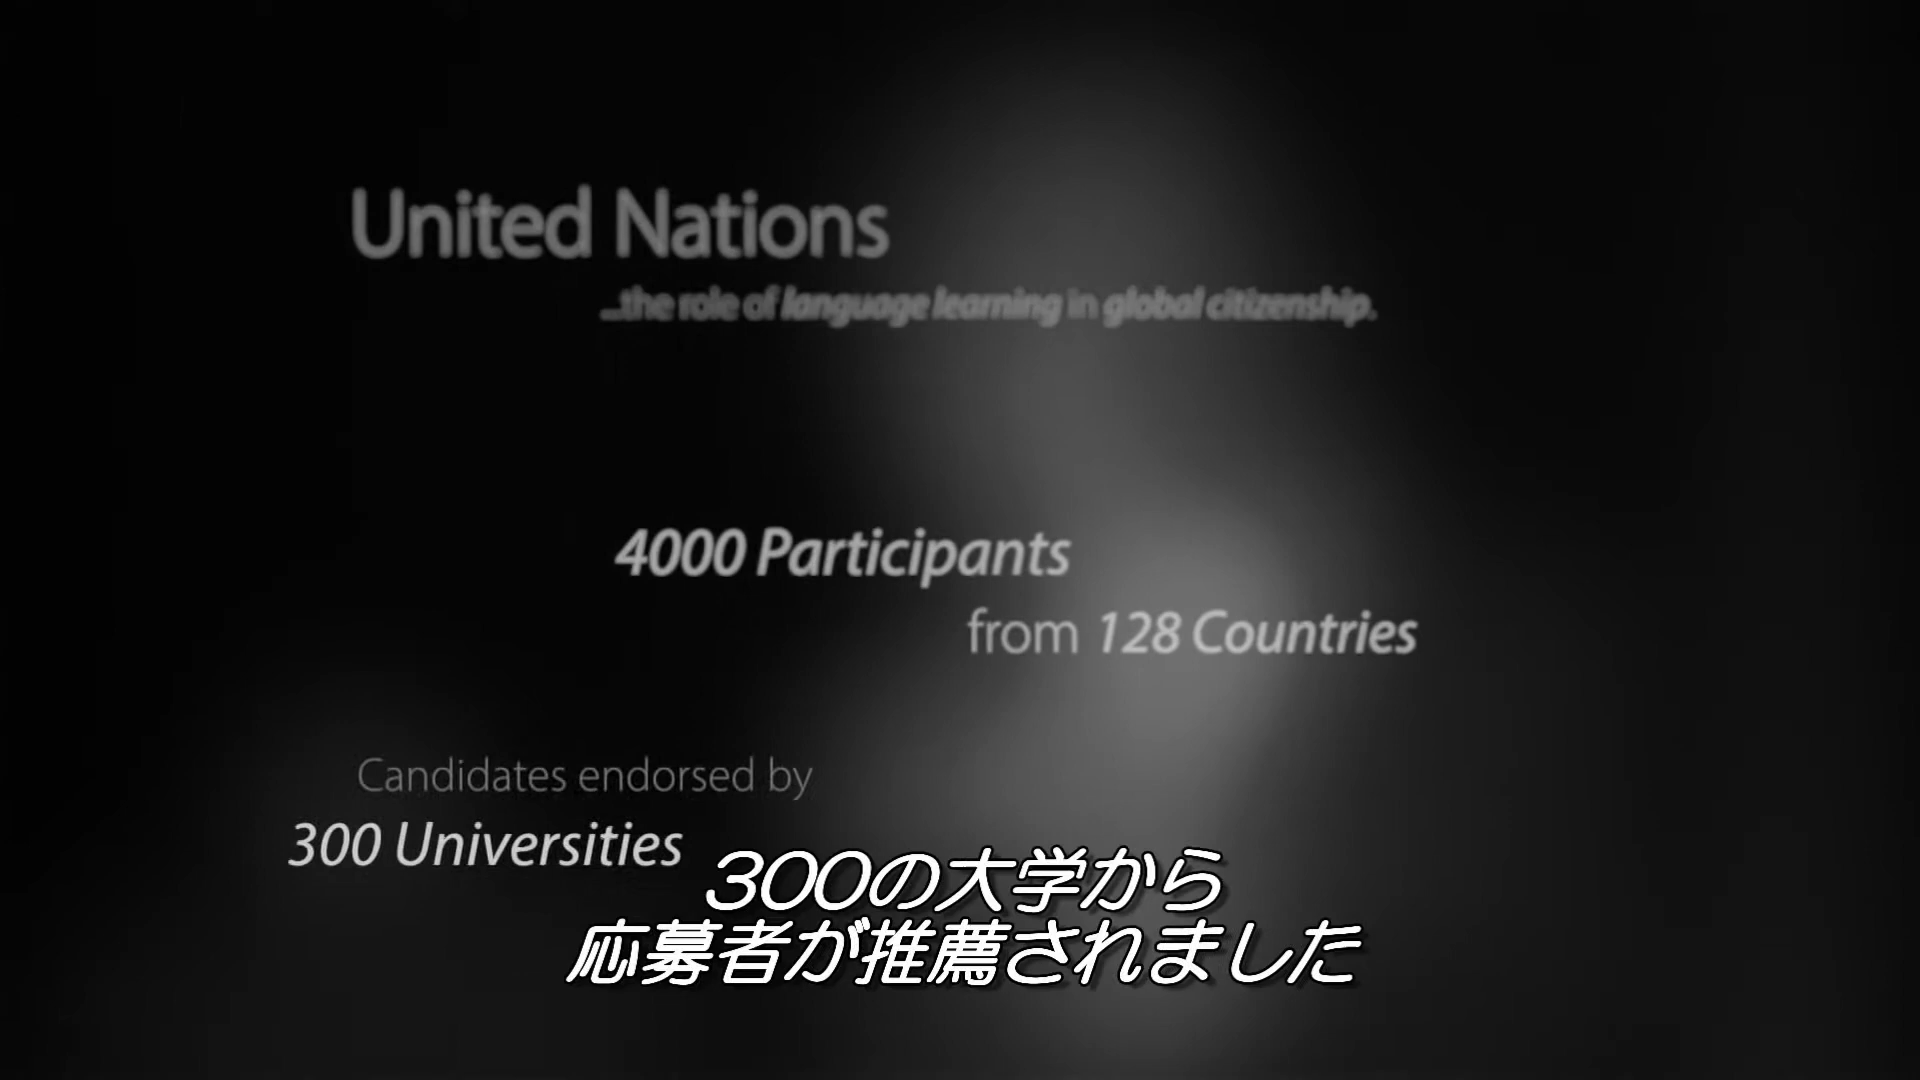 United Nations
...the role of language learning in global citizenship.
4000 Participants
from 128 Countries
Candidates endorsed by
300 Universities
300の大学から
応募者が推薦されました